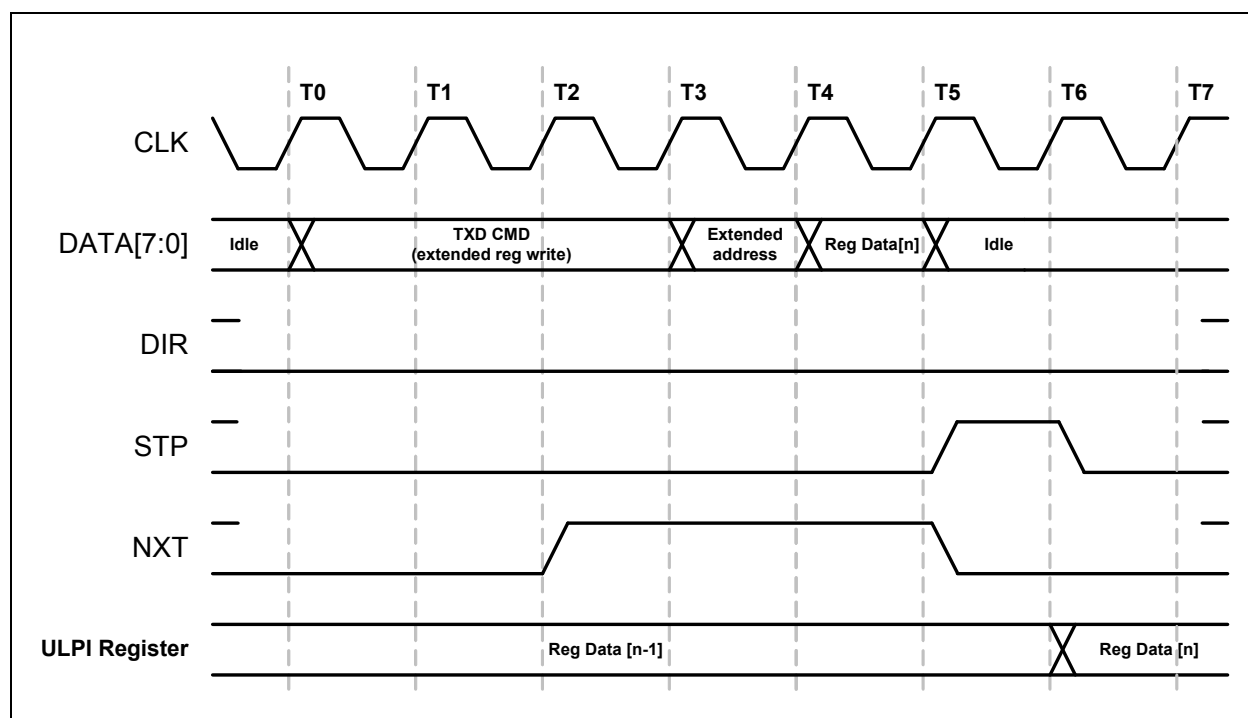 T0 T1 T2 T3 T4 T5 T6 T7
CLK
DATA[7:0]
Idle
TXD CMD
(extended reg write)
Extended
address
Reg Data[n]
Idle
DIR
STP
NXT
ULPI Register
Reg Data [n-1]
Reg Data [n]